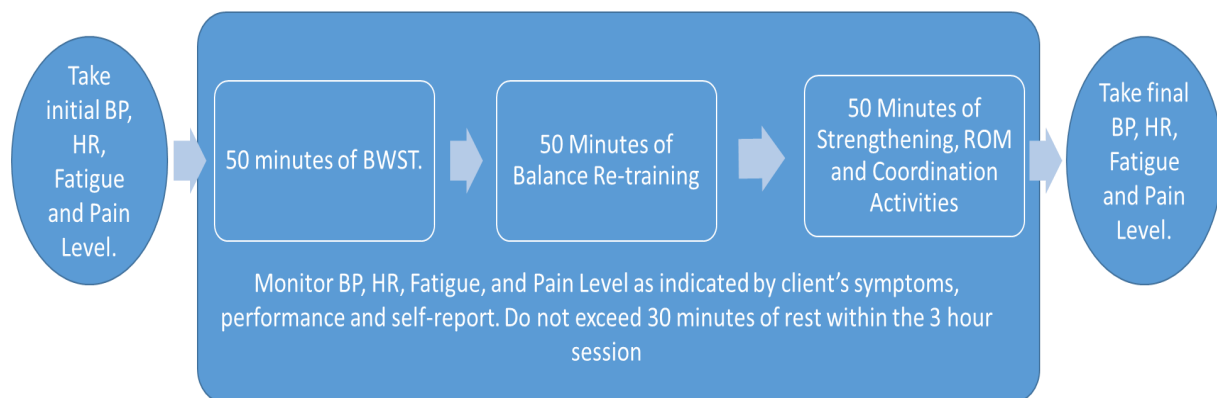 Take
initial BP,
HR,
Fatigue
and Pain
Level.
50 minutes of BWST.
50 Minutes of
Balance Re-training
50 Minutes of
Strengthening, ROM
and Coordination
Activities
Monitor BP, HR, Fatigue, and Pain Level as indicated by client’s symptoms,
performance and self-report. Do not exceed 30 minutes of rest within the 3 hour
session
Take final
BP, HR,
Fatigue
and Pain
Level.